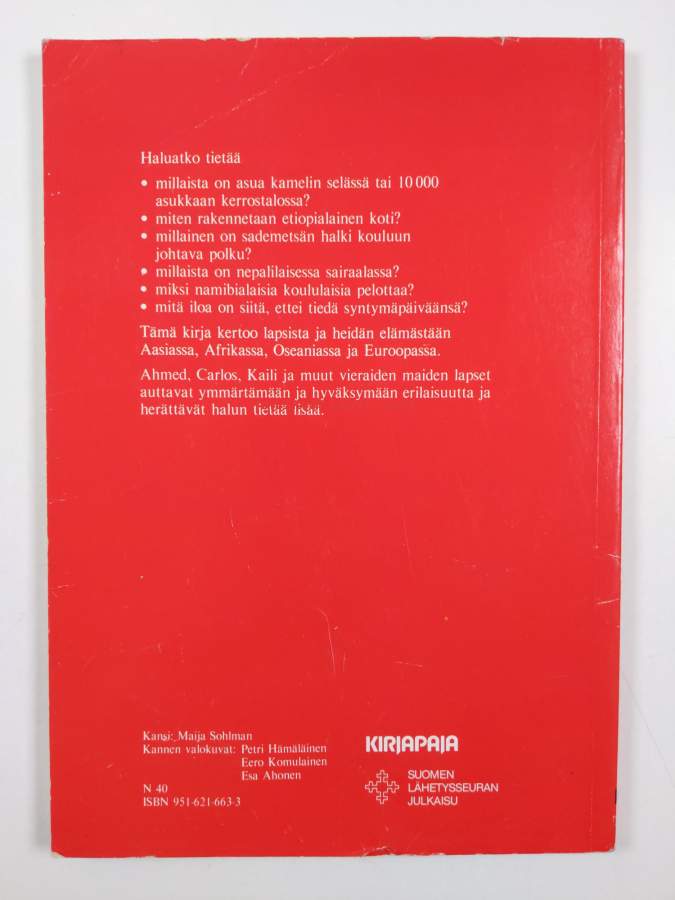 Haluatko tietää
• millaista on asua kamelin selässä tai 10 000
asukkaan kerrostalossa?
• miten rakennetaan etiopialainen koti?
• millainen on sademetsän halki kouluun
johtava polku?
• millaista on nepalilaisessa sairaalassa?
• miksi namibialaisia koululaisia pelottaa?
• mitä iloa on siitä, ettei tiedä syntymäpäiväänsä?
Tämä kirja kertoo lapsista ja heidän elämästään
Aasiassa, Afrikassa, Oseaniassa ja Euroopassa.
Ahmed, Carlos, Kaili ja muut vieraiden maiden lapset
auttavat ymmärtämään ja hyväksymään erilaisuutta ja
herättävät halun tietää lisää.
Kansi: Maija Sohlman
Kannen valokuvat: Petri Hämäläinen
Eero Komulainen
Esa Ahonen
N 40
ISBN 951-621-663-3
KIRJAPAJA
SUOMEN
LÄHETYSSEURAN
JULKAISU